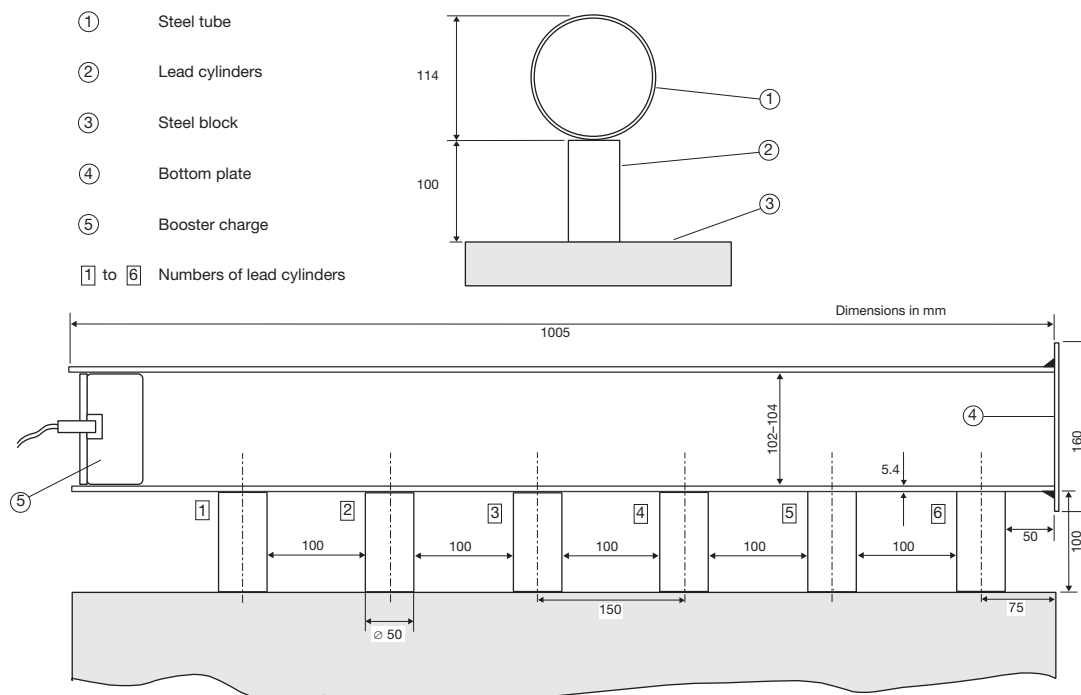 ① Steel tube
② Lead cylinders
③ Steel block
④ Bottom plate
⑤ Booster charge
1 to 6 Numbers of lead cylinders
114
①
100
②
③
Dimensions in mm
1005
102–104
④
160
5.4
⑤
1 2 3 4 5 6
100 100 100 100 100 50
100
150 75
⌀ 50